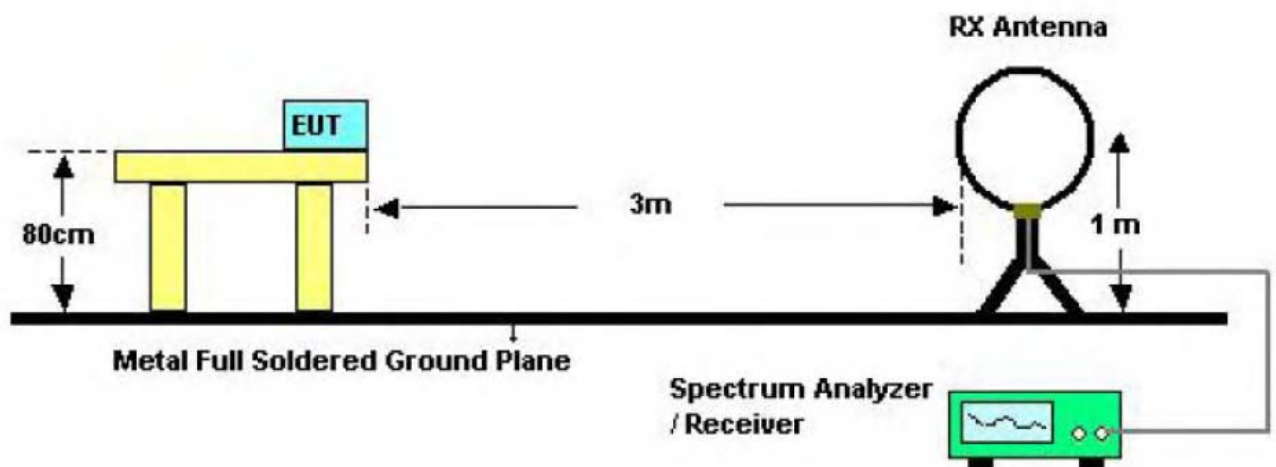 RX Antenna
EUT
80cm
3m
1 m
Metal Full Soldered Ground Plane
Spectrum Analyzer
/ Receiver